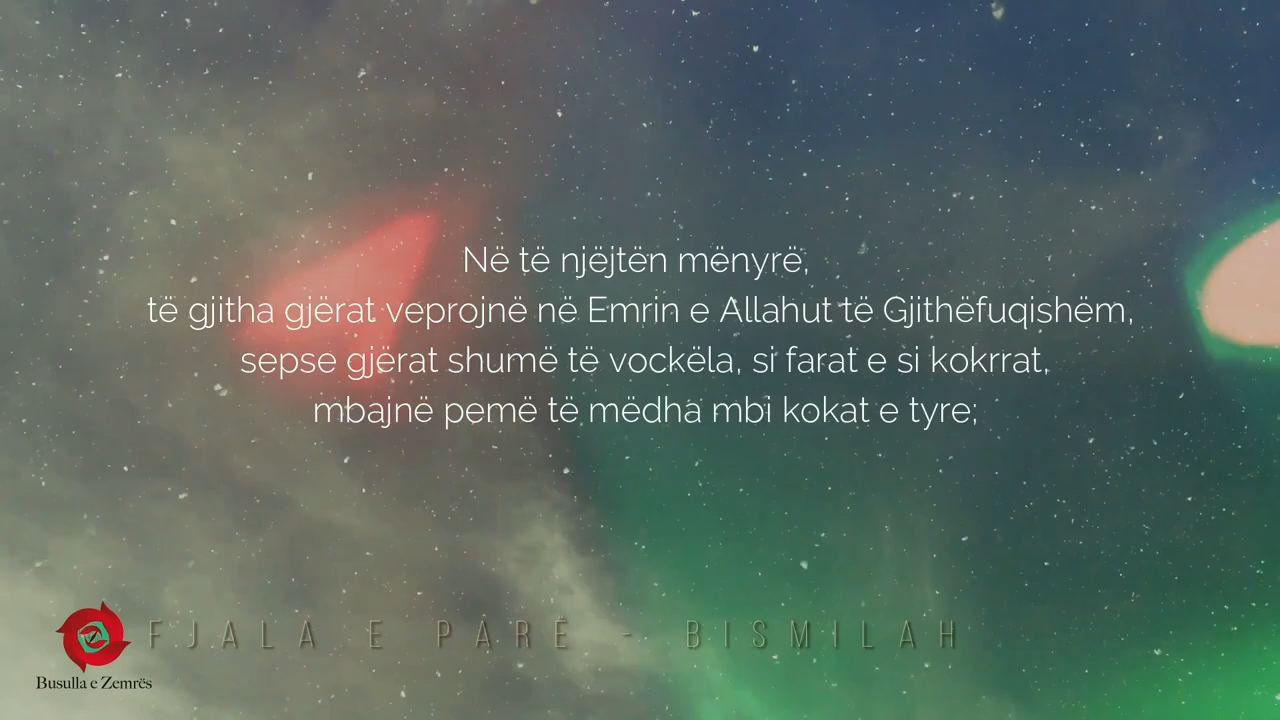 Në të njëjtën mënyrë,
të gjitha gjërat veprojnë në Emrin e Allahut të Gjithëfuqishëm,
sepse gjërat shumë të vockëla, si farat e si kokrrat,
mbajnë pemë të mëdha mbi kokat e tyre;
FJALA E PARË - BISMILAH
Busulla e Zemrës